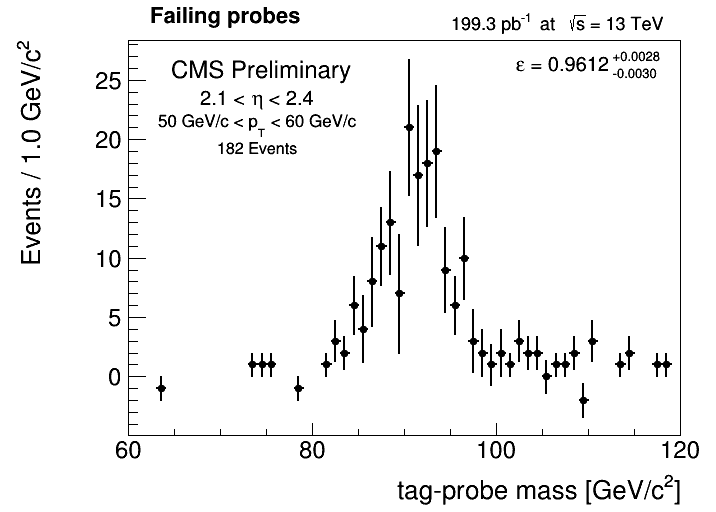 Failing probes
199.3 pb⁻¹ at √s = 13 TeV
CMS Preliminary
2.1 < η < 2.4
50 GeV/c < p_T < 60 GeV/c
182 Events
ε = 0.9612 +0.0028 -0.0030
Events / 1.0 GeV/c²
25
20
15
10
5
0
60 80 100 120
tag-probe mass [GeV/c²]